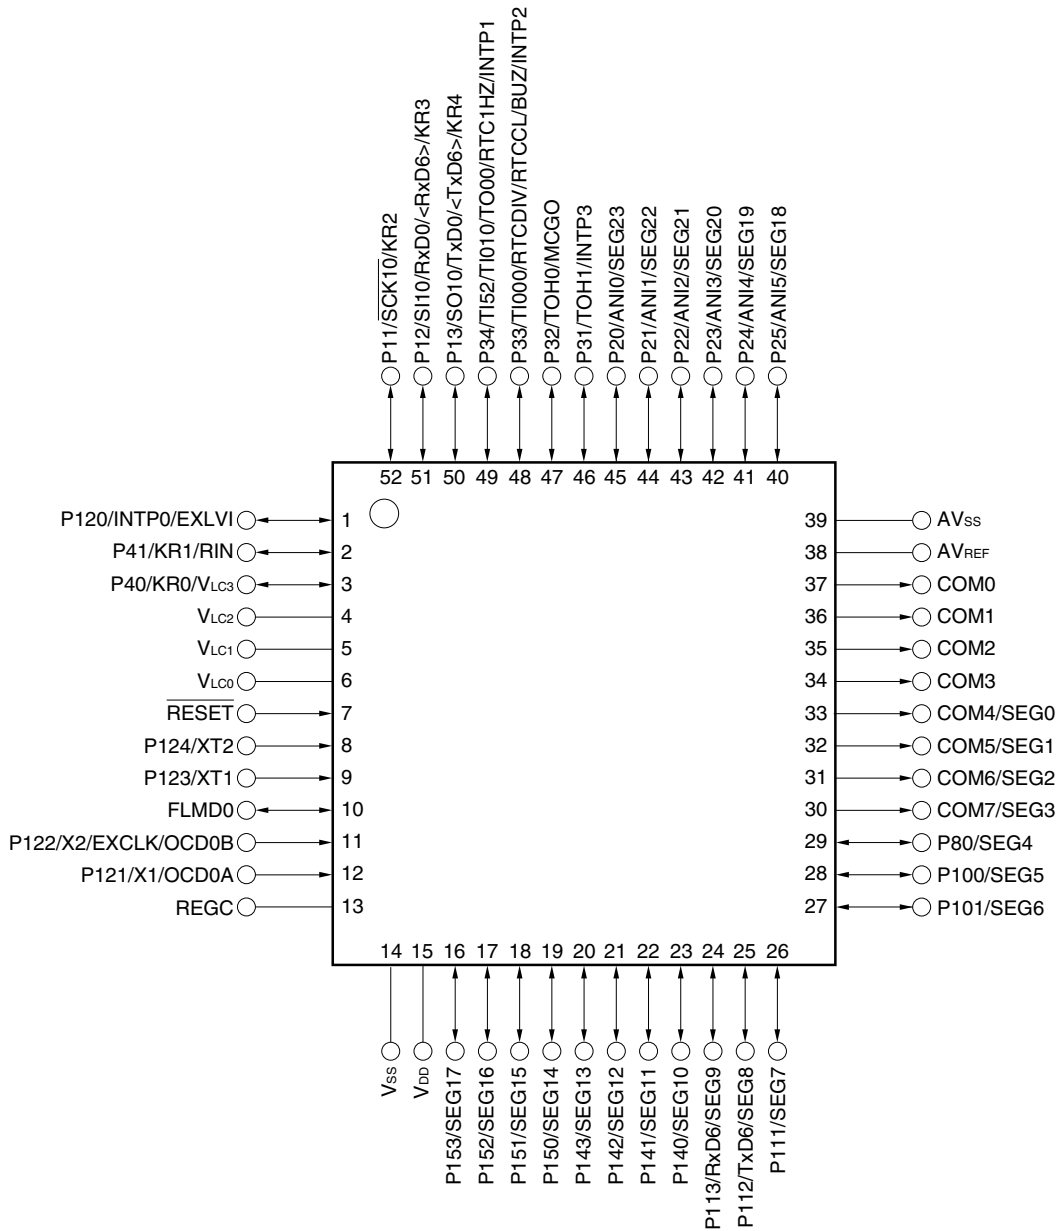 P11/SCK10/KR2
P12/SI10/RxD0/<RxD6>/KR3
P13/SO10/TxD0/<TxD6>/KR4
P34/TI52/TI010/TO00/RTC1HZ/INTP1
P33/TI000/RTCDIV/RTCCL/BUZ/INTP2
P32/TOH0/MCGO
P31/TOH1/INTP3
P20/ANI0/SEG23
P21/ANI1/SEG22
P22/ANI2/SEG21
P23/ANI3/SEG20
P24/ANI4/SEG19
P25/ANI5/SEG18
52 51 50 49 48 47 46 45 44 43 42 41 40
P120/INTP0/EXLVI 1
P41/KR1/RIN 2
P40/KR0/VLC3 3
VLC2 4
VLC1 5
VLC0 6
RESET 7
P124/XT2 8
P123/XT1 9
FLMD0 10
P122/X2/EXCLK/OCD0B 11
P121/X1/OCD0A 12
REGC 13
39 AVSS
38 AVREF
37 COM0
36 COM1
35 COM2
34 COM3
33 COM4/SEG0
32 COM5/SEG1
31 COM6/SEG2
30 COM7/SEG3
29 P80/SEG4
28 P100/SEG5
27 P101/SEG6
14 15 16 17 18 19 20 21 22 23 24 25 26
VSS
VDD
P153/SEG17
P152/SEG16
P151/SEG15
P150/SEG14
P143/SEG13
P142/SEG12
P141/SEG11
P140/SEG10
P113/RxD6/SEG9
P112/TxD6/SEG8
P111/SEG7